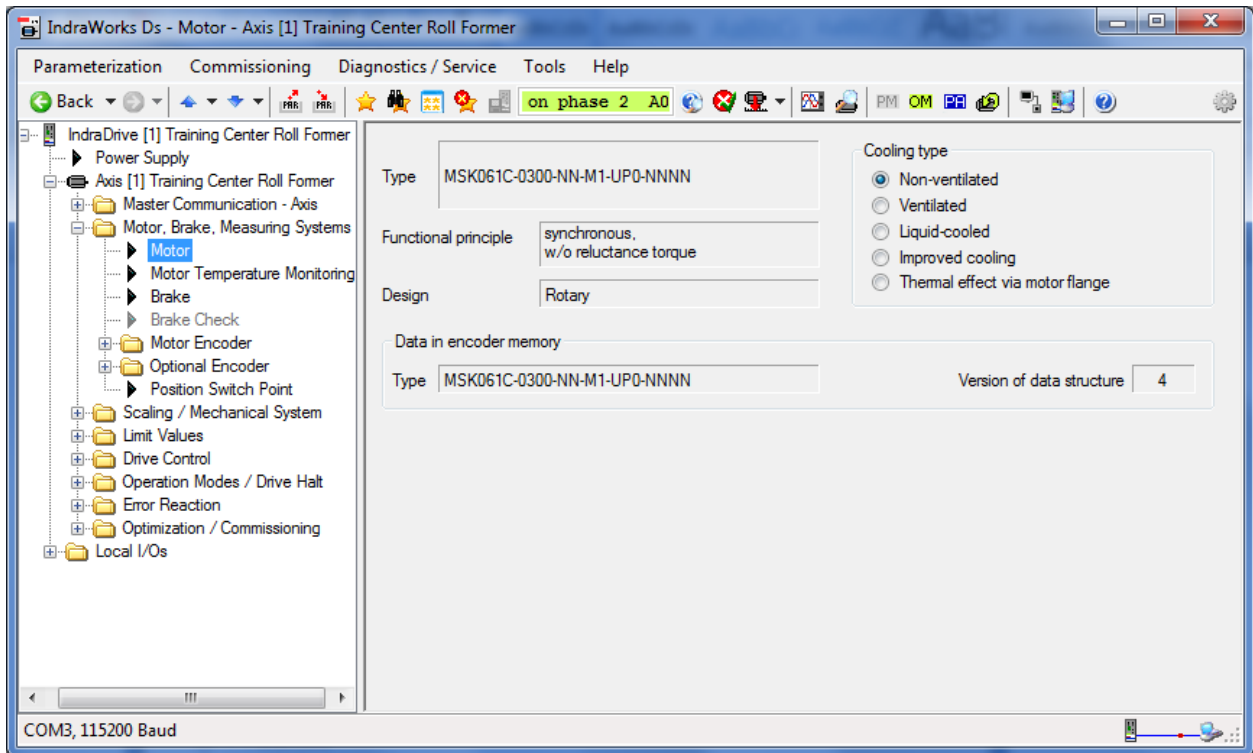 IndraWorks Ds - Motor - Axis [1] Training Center Roll Former
Parameterization Commissioning Diagnostics / Service Tools Help
Back PAR PAR on phase 2 A0 PM OM PA
IndraDrive [1] Training Center Roll Former
Power Supply
Axis [1] Training Center Roll Former
Master Communication - Axis
Motor, Brake, Measuring Systems
Motor
Motor Temperature Monitoring
Brake
Brake Check
Motor Encoder
Optional Encoder
Position Switch Point
Scaling / Mechanical System
Limit Values
Drive Control
Operation Modes / Drive Halt
Error Reaction
Optimization / Commissioning
Local I/Os
Type MSK061C-0300-NN-M1-UP0-NNNN
Functional principle synchronous,
w/o reluctance torque
Design Rotary
Cooling type
Non-ventilated
Ventilated
Liquid-cooled
Improved cooling
Thermal effect via motor flange
Data in encoder memory
Type MSK061C-0300-NN-M1-UP0-NNNN Version of data structure 4
COM3, 115200 Baud